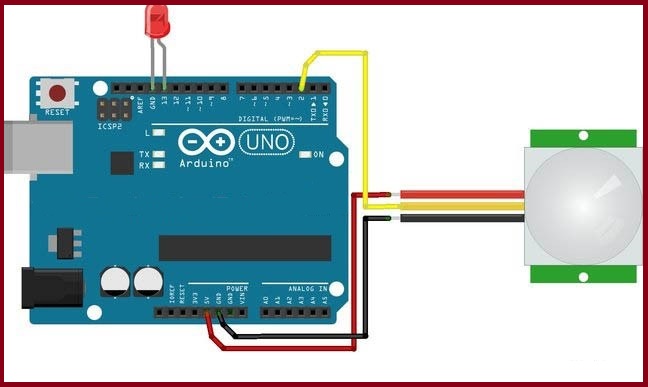 RESET
ICSP2
AREF
GND
13
12
~11
~10
~9
8
7
~6
~5
4
~3
2
TX0▶1
RX0◀0
DIGITAL (PWM=~)
L
TX
RX
UNO
Arduino™
ON
POWER
ANALOG IN
IOREF
RESET
3V3
5V
GND
GND
VIN
A0
A1
A2
A3
A4
A5